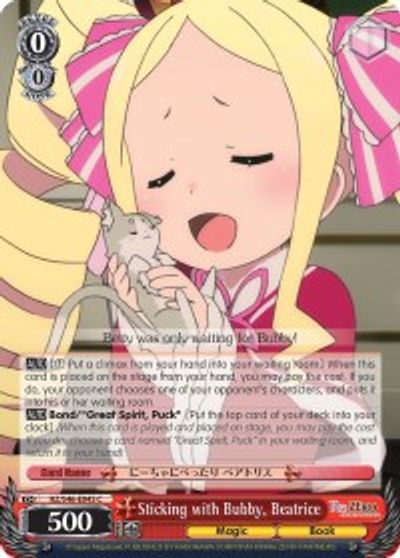 0
0
Betty was only waiting for Bubby!
AUTO [(1) Put a climax from your hand into your waiting room] When this
card is placed on the stage from your hand, you may pay the cost. If you
do, your opponent chooses one of your opponent's characters, and puts it
into his or her waiting room.
AUTO Bond/"Great Spirit, Puck" [Put the top card of your deck into your
clock] When this card is played and placed on the stage, you may pay the cost.
If you do, choose a card named "Great Spirit, Puck" in your waiting room, and
return it to your hand.
Card Name にーちゃにべったり ベアトリス
500
Sticking with Bubby, Beatrice
Magic
Book